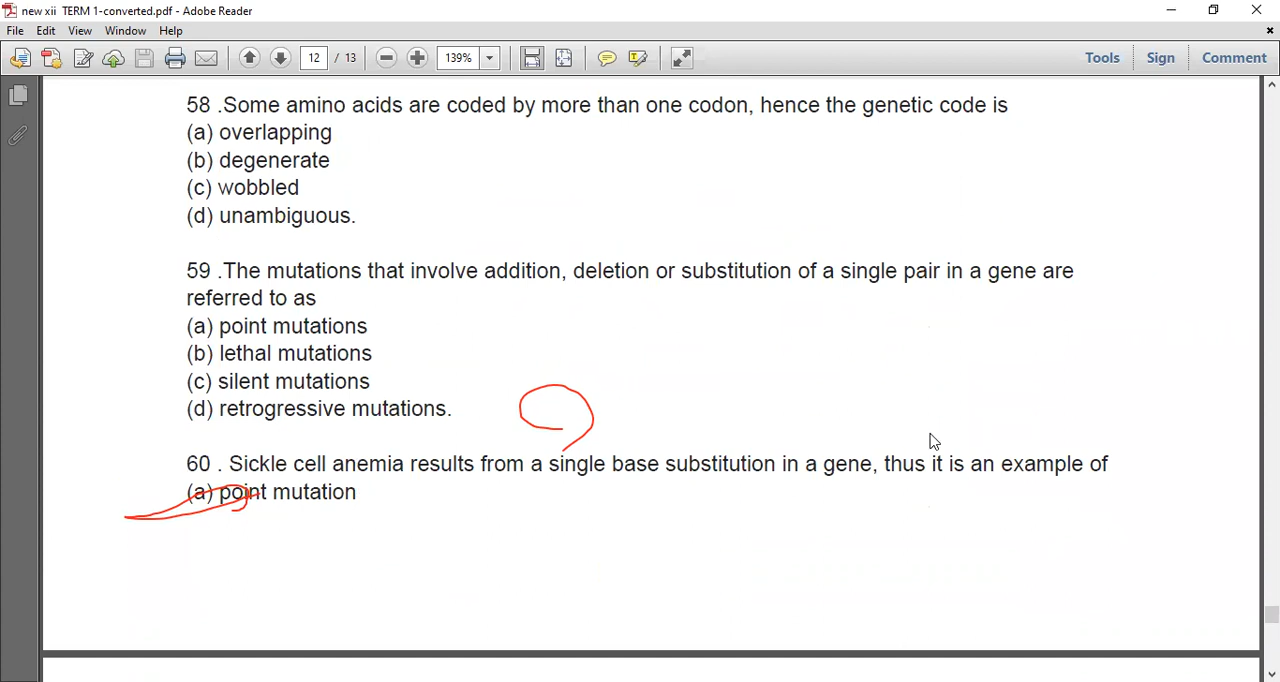 new xii TERM 1-converted.pdf - Adobe Reader
File Edit View Window Help
12 / 13 139% Tools Sign Comment
58 .Some amino acids are coded by more than one codon, hence the genetic code is
(a) overlapping
(b) degenerate
(c) wobbled
(d) unambiguous.
59 .The mutations that involve addition, deletion or substitution of a single pair in a gene are
referred to as
(a) point mutations
(b) lethal mutations
(c) silent mutations
(d) retrogressive mutations.
60 . Sickle cell anemia results from a single base substitution in a gene, thus it is an example of
(a) point mutation